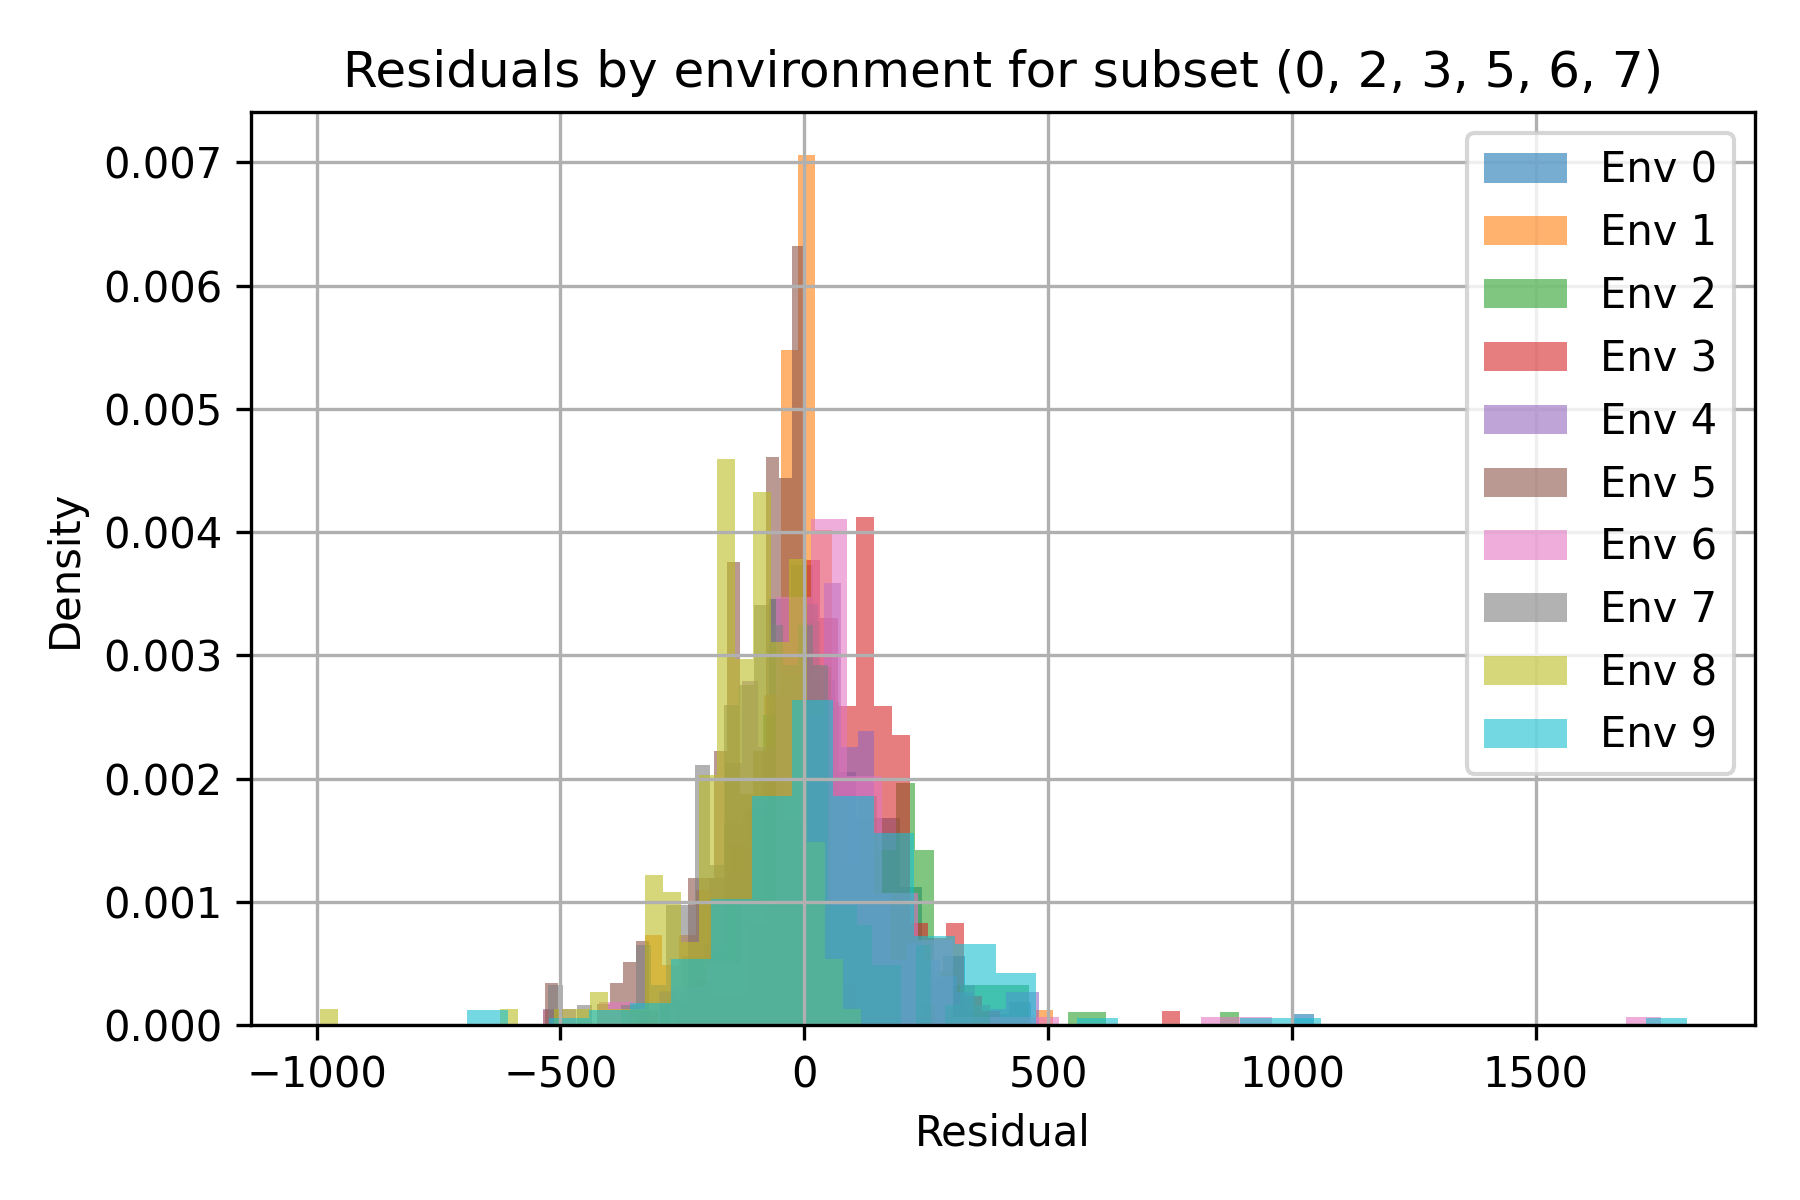 Residuals by environment for subset (0, 2, 3, 5, 6, 7)
0.007
0.006
0.005
0.004
0.003
0.002
0.001
0.000
Density
Env 0
Env 1
Env 2
Env 3
Env 4
Env 5
Env 6
Env 7
Env 8
Env 9
−1000 −500 0 500 1000 1500
Residual